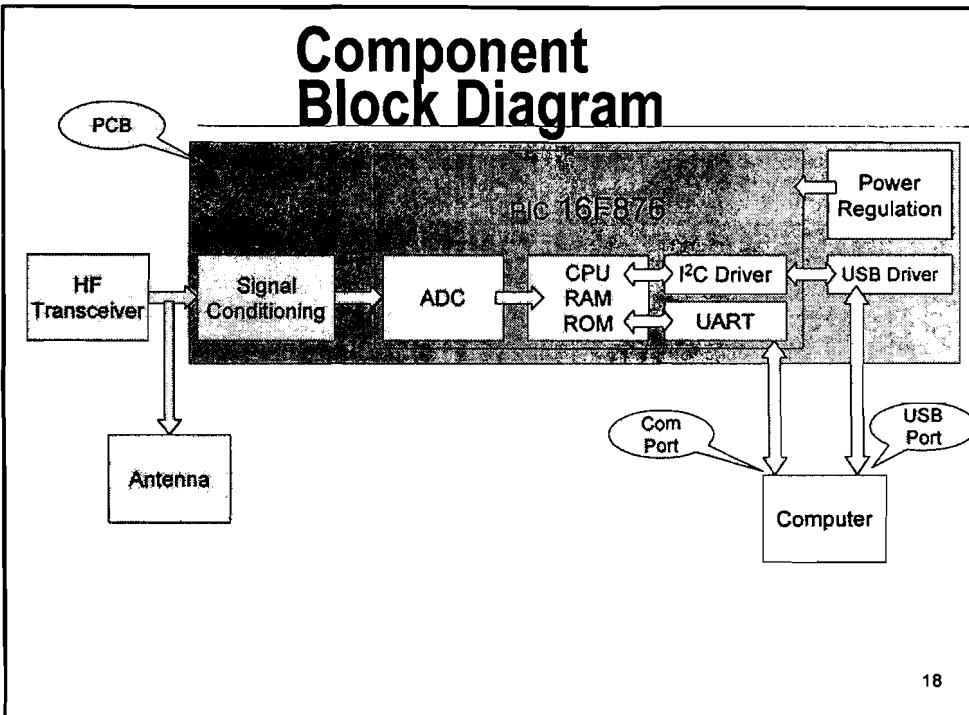 Component
Block Diagram
PCB
PIC 16F876
Power
Regulation
HF
Transceiver
Signal
Conditioning
ADC
CPU
RAM
ROM
I²C Driver
UART
USB Driver
Com
Port
USB
Port
Antenna
Computer
18